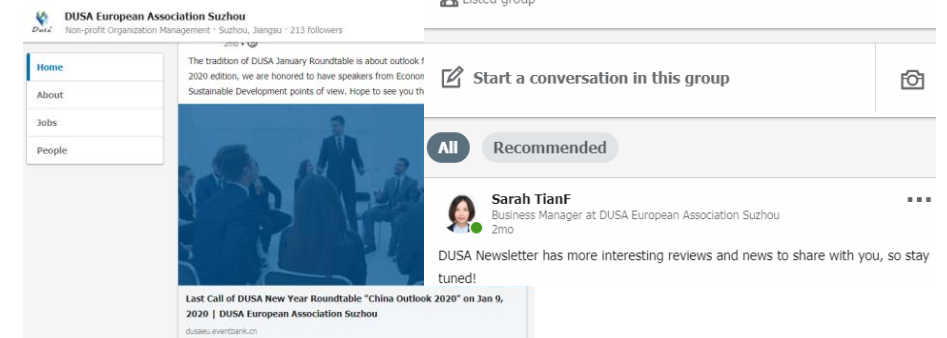 Dusa
DUSA European Association Suzhou
Non-profit Organization Management · Suzhou, Jiangsu · 213 followers
Home
About
Jobs
People
2mo •
The tradition of DUSA January Roundtable is about outlook f
2020 edition, we are honored to have speakers from Econom
Sustainable Development points of view. Hope to see you th
Last Call of DUSA New Year Roundtable "China Outlook 2020" on Jan 9,
2020 | DUSA European Association Suzhou
dusaeu.eventbank.cn
Listed group
Start a conversation in this group
All
Recommended
Sarah TianF
Business Manager at DUSA European Association Suzhou
2mo
DUSA Newsletter has more interesting reviews and news to share with you, so stay
tuned!